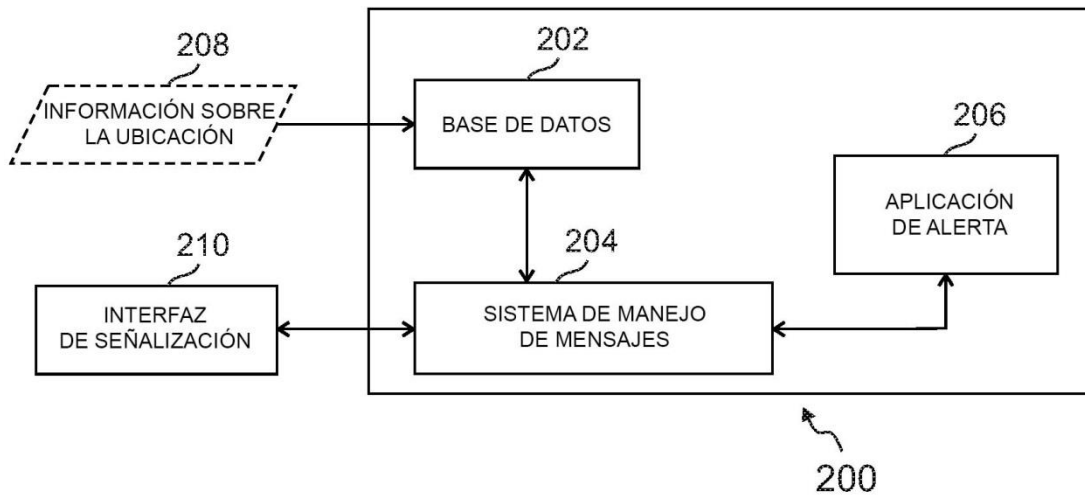 208
INFORMACIÓN SOBRE
LA UBICACIÓN
202
BASE DE DATOS
206
APLICACIÓN
DE ALERTA
210
INTERFAZ
DE SEÑALIZACIÓN
204
SISTEMA DE MANEJO
DE MENSAJES
200